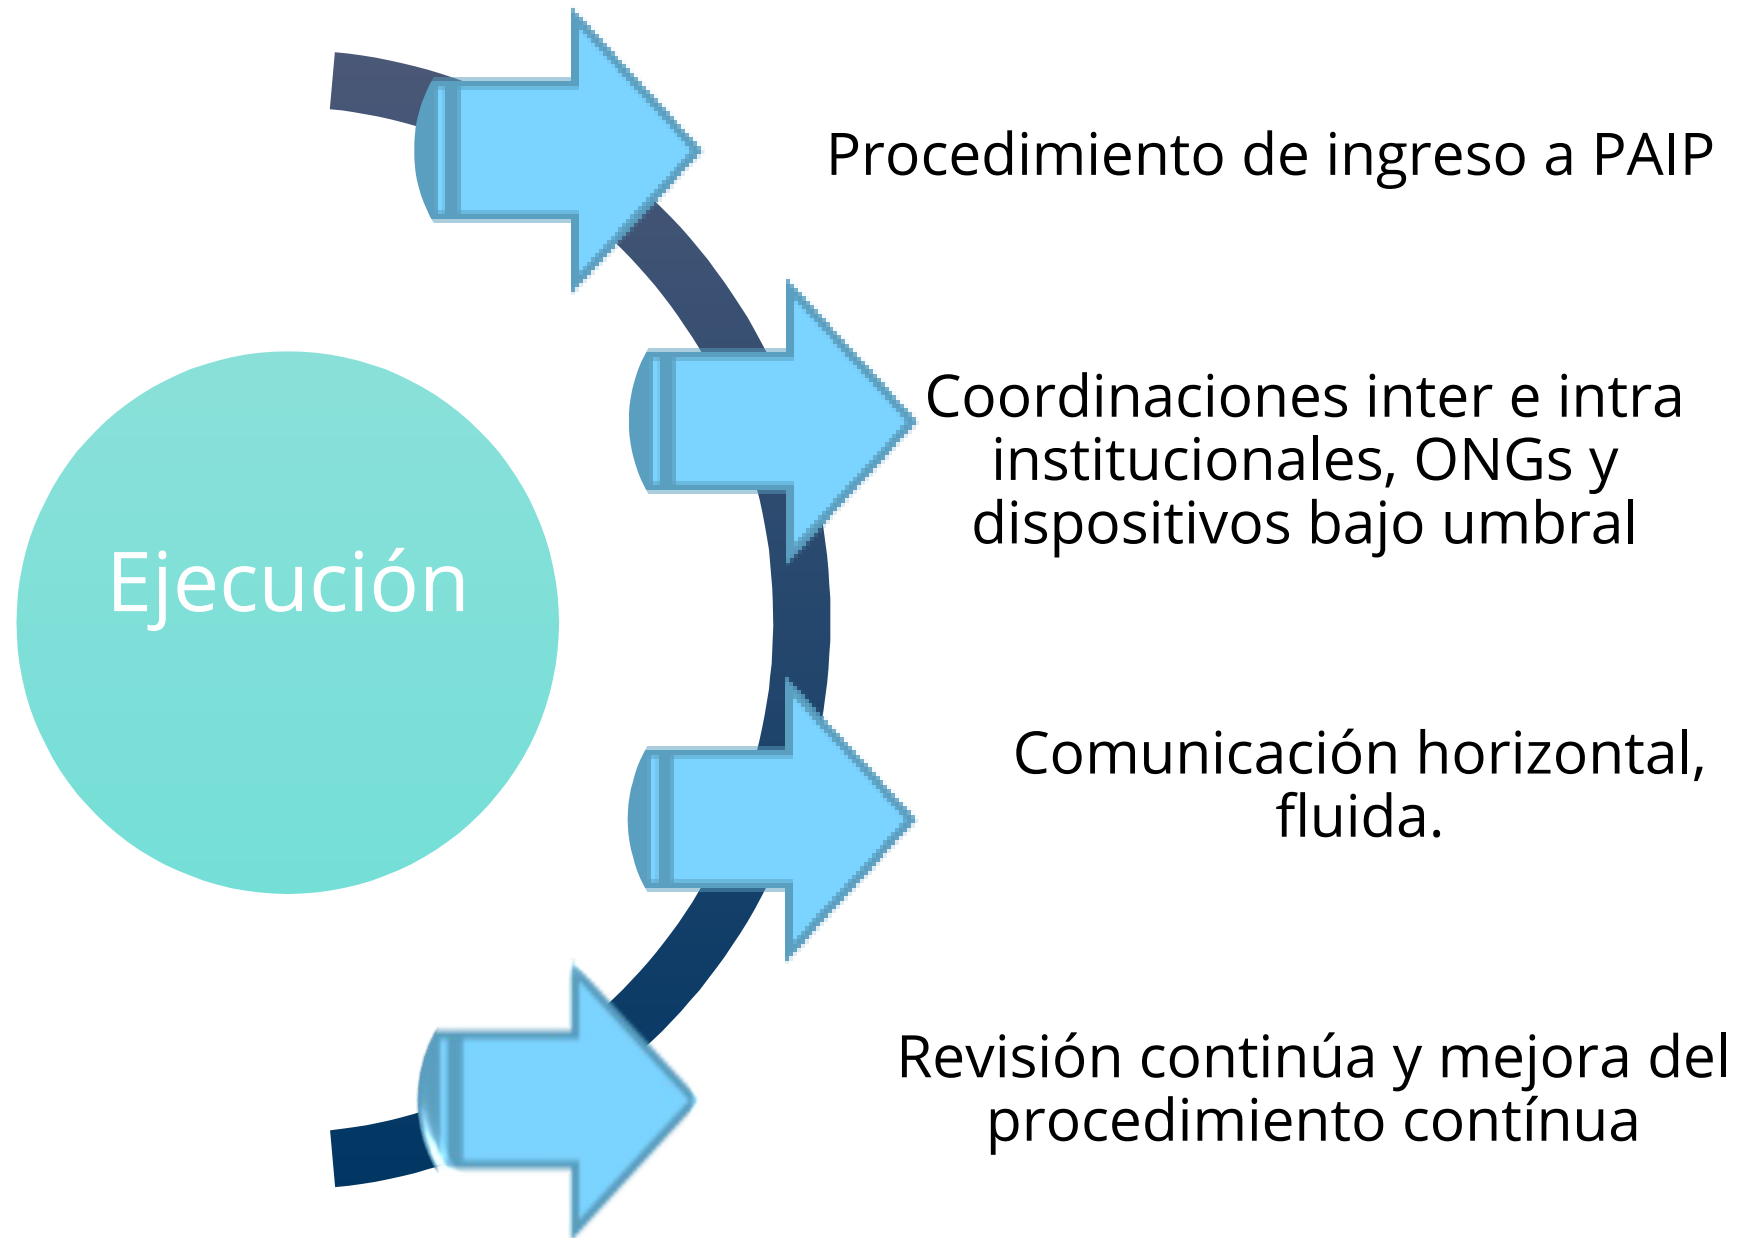 Procedimiento de ingreso a PAIP
Coordinaciones inter e intra
institucionales, ONGs y
dispositivos bajo umbral
Ejecución
Comunicación horizontal,
fluida.
Revisión continúa y mejora del
procedimiento contínua